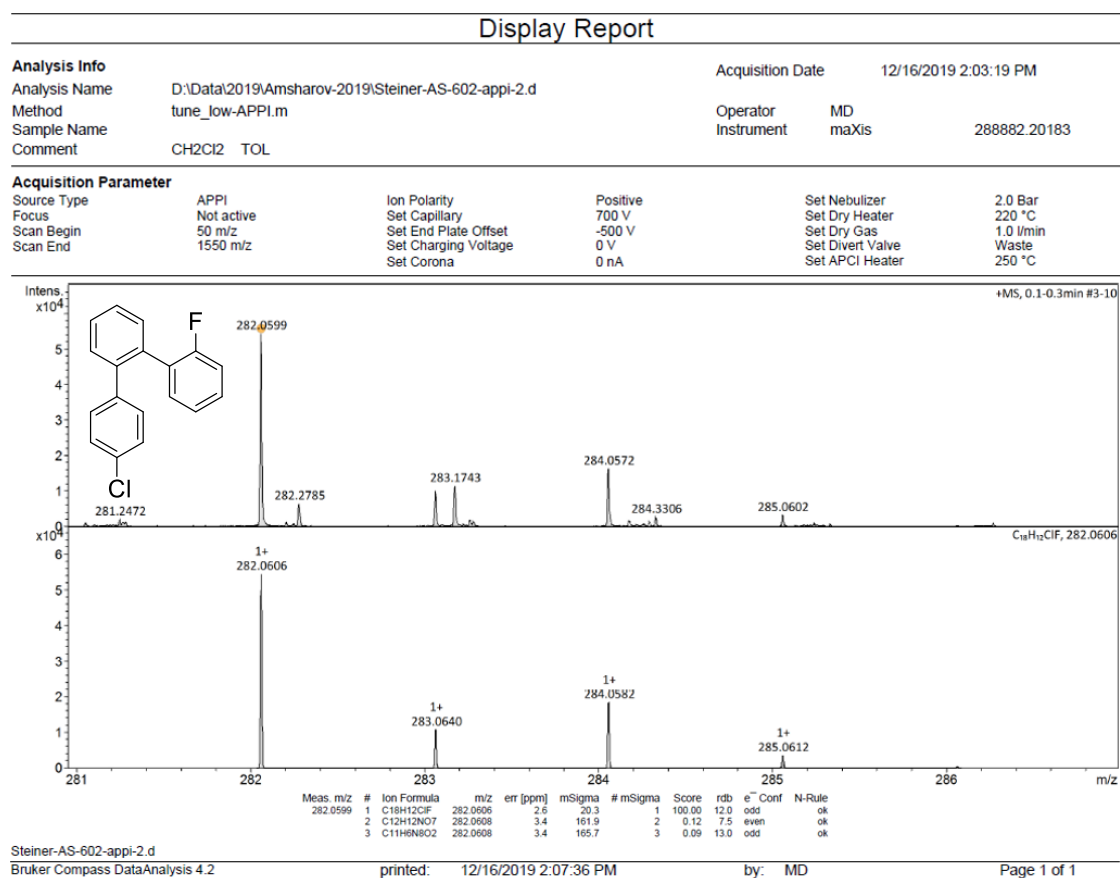 Display Report
Analysis Info
Acquisition Date 12/16/2019 2:03:19 PM
Analysis Name D:\Data\2019\Amsharov-2019\Steiner-AS-602-appi-2.d
Method tune_low-APPI.m Operator MD
Sample Name Instrument maXis 288882.20183
Comment CH2Cl2 TOL
Acquisition Parameter
Source Type APPI Ion Polarity Positive Set Nebulizer 2.0 Bar
Focus Not active Set Capillary 700 V Set Dry Heater 220 °C
Scan Begin 50 m/z Set End Plate Offset -500 V Set Dry Gas 1.0 l/min
Scan End 1550 m/z Set Charging Voltage 0 V Set Divert Valve Waste
Set Corona 0 nA Set APCI Heater 250 °C
Intens. +MS, 0.1-0.3min #3-10
x10⁴
F
282.0599
5
4
3
2
284.0572
283.1743
1
282.2785
Cl
281.2472
284.3306
285.0602
0
x10⁴ C₁₈H₁₂ClF, 282.0606
1+
6
282.0606
5
4
3
2
1+
284.0582
1+
283.0640
1
1+
285.0612
0
281 282 283 284 285 286 m/z
Meas. m/z # Ion Formula m/z err [ppm] mSigma # mSigma Score rdb e⁻ Conf N-Rule
282.0599 1 C18H12ClF 282.0606 2.6 20.3 1 100.00 12.0 odd ok
2 C12H12NO7 282.0608 3.4 161.9 2 0.12 7.5 even ok
3 C11H6N8O2 282.0608 3.4 165.7 3 0.09 13.0 odd ok
Steiner-AS-602-appi-2.d
Bruker Compass DataAnalysis 4.2 printed: 12/16/2019 2:07:36 PM by: MD Page 1 of 1